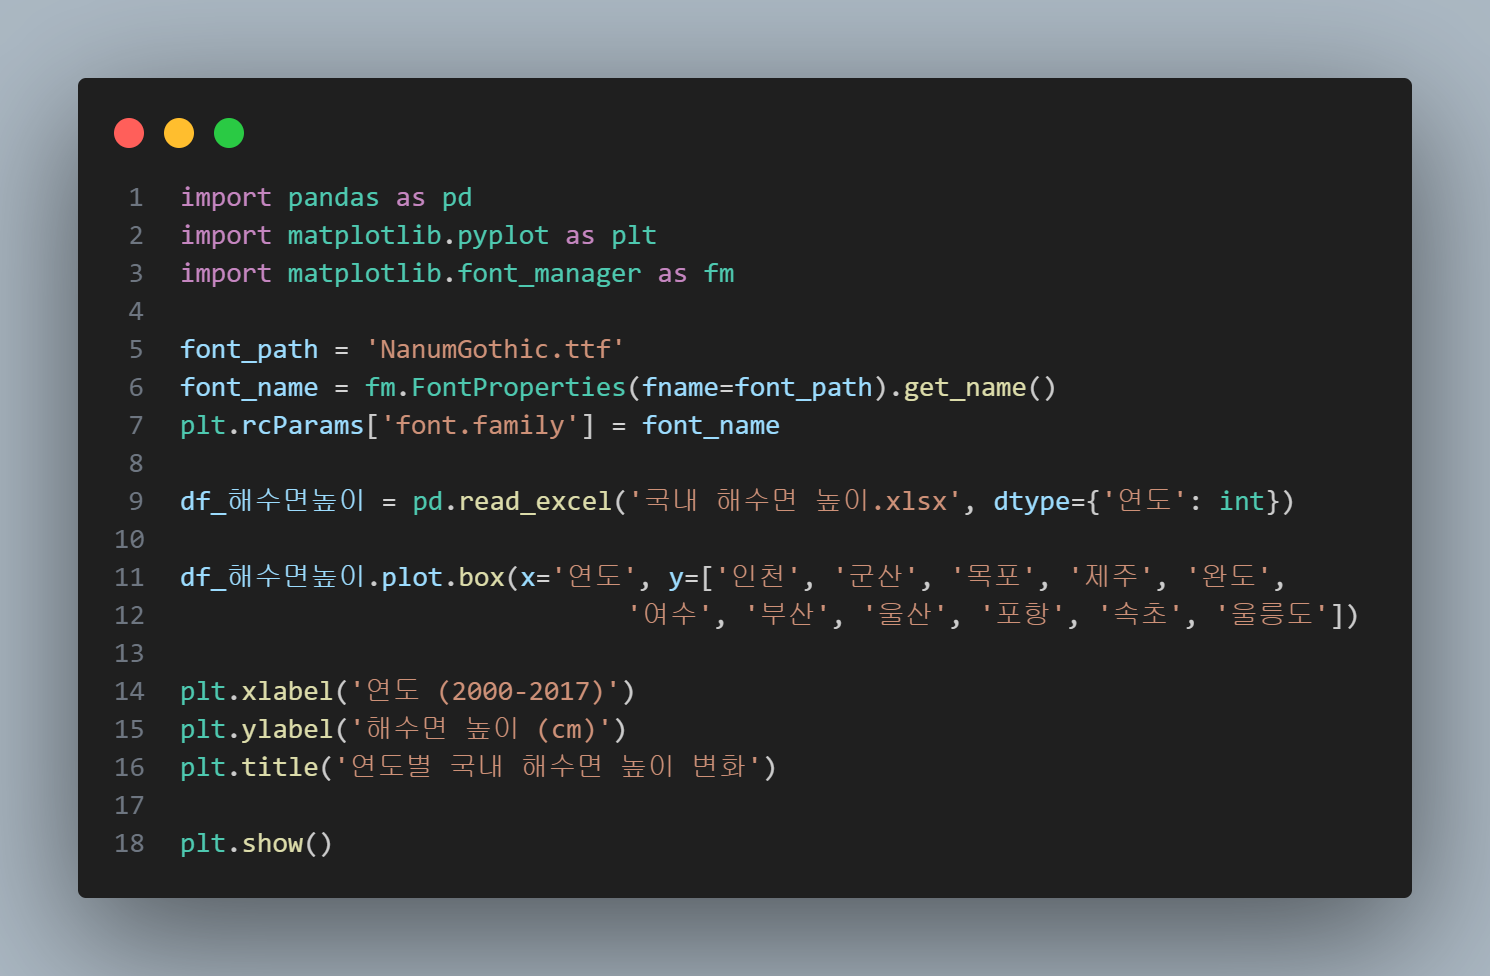 1 import pandas as pd
2 import matplotlib.pyplot as plt
3 import matplotlib.font_manager as fm
4
5 font_path = 'NanumGothic.ttf'
6 font_name = fm.FontProperties(fname=font_path).get_name()
7 plt.rcParams['font.family'] = font_name
8
9 df_해수면높이 = pd.read_excel('국내 해수면 높이.xlsx', dtype={'연도': int})
10
11 df_해수면높이.plot.box(x='연도', y=['인천', '군산', '목포', '제주', '완도',
12 '여수', '부산', '울산', '포항', '속초', '울릉도'])
13
14 plt.xlabel('연도 (2000-2017)')
15 plt.ylabel('해수면 높이 (cm)')
16 plt.title('연도별 국내 해수면 높이 변화')
17
18 plt.show()